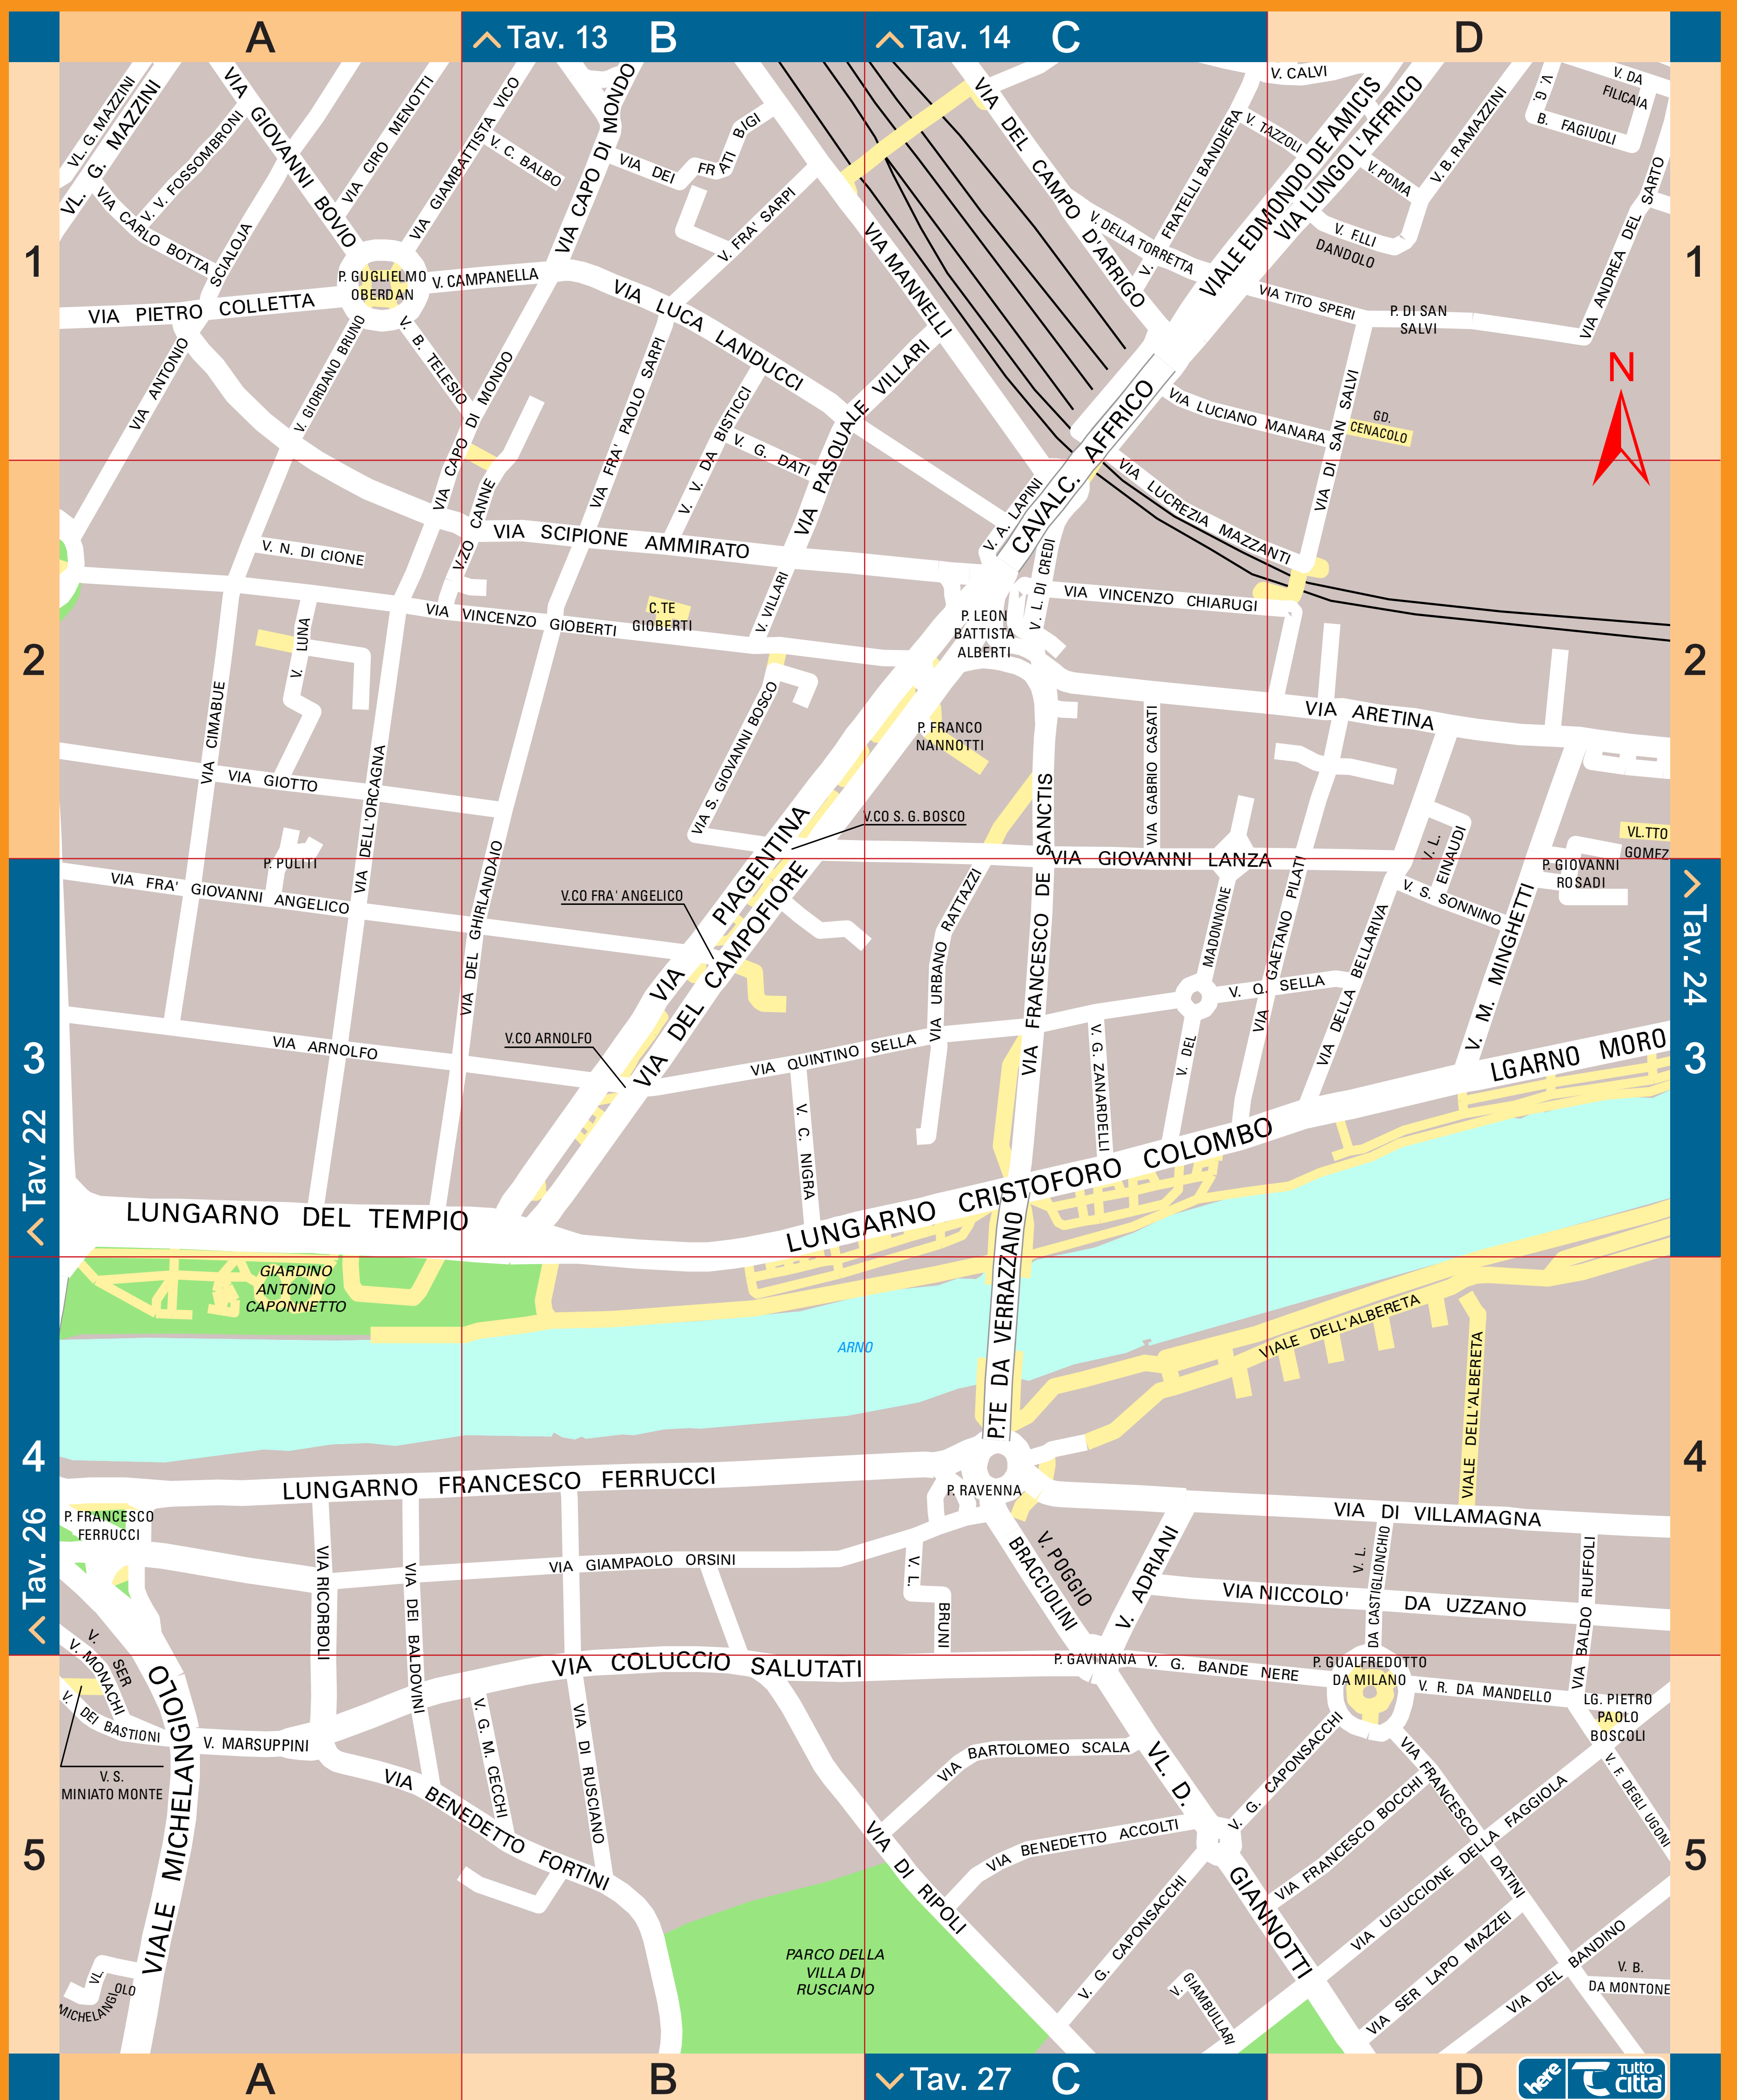 A
Tav. 13 B
Tav. 14 C
D
1
2
3
Tav. 22
4
Tav. 26
5
1
2
Tav. 24
3
4
5
A
B
Tav. 27 C
D
N
VL. G. MAZZINI
VL. G. MAZZINI
VIA GIOVANNI BOVIO
V. V. FOSSOMBRONI
VIA CIRO MENOTTI
VIA GIAMBATTISTA VICO
V. C. BALBO
VIA CAPO DI MONDO
VIA DEI FRATI BIGI
V. FRA' SARPI
VIA CARLO BOTTA
SCIALOJA
VIA ANTONIO
P. GUGLIELMO
OBERDAN
V. CAMPANELLA
VIA PIETRO COLLETTA
V. GIORDANO BRUNO
V. B. TELESIO
VIA CAPO DI MONDO
VIA LUCA LANDUCCI
VIA FRA' PAOLO SARPI
V. V. DA BISTICCI
V. G. DATI
VIA PASQUALE VILLARI
VIA MANNELLI
VIA DEL CAMPO D'ARRIGO
V. CALVI
V. FRATELLI BANDIERA
V. TAZZOLI
VIALE EDMONDO DE AMICIS
VIA LUNGO L'AFFRICO
V. POMA
V. B. RAMAZZINI
V. G.
B. FAGIUOLI
V. DA
FILICAIA
V. DELLA TORRETTA
V. F.LLI
DANDOLO
VIA ANDREA DEL SARTO
VIA TITO SPERI
P. DI SAN
SALVI
VIA LUCIANO MANARA
VIA DI SAN SALVI
GD.
CENACOLO
CAVALC. AFFRICO
VIA LUCREZIA MAZZANTI
V. A. LAPINI
V. L. DI CREDI
V.ZO CANNE
VIA SCIPIONE AMMIRATO
V. N. DI CIONE
VIA VINCENZO GIOBERTI
C.TE
GIOBERTI
V. VILLARI
P. LEON
BATTISTA
ALBERTI
VIA VINCENZO CHIARUGI
V. LUNA
VIA CIMABUE
VIA GIOTTO
VIA DELL'ORCAGNA
VIA S. GIOVANNI BOSCO
P. FRANCO
NANNOTTI
VIA GABRIO CASATI
VIA ARETINA
V.CO S. G. BOSCO
P. PULITI
VIA GIOVANNI LANZA
V. L.
EINAUDI
VL.TTO
GOMEZ
P. GIOVANNI
ROSADI
VIA FRA' GIOVANNI ANGELICO
VIA DEL GHIRLANDAIO
V.CO FRA' ANGELICO
VIA PIAGENTINA
VIA DEL CAMPOFIORE
VIA URBANO RATTAZZI
VIA FRANCESCO DE SANCTIS
V. DEL MADONNONE
VIA GAETANO PILATI
VIA DELLA BELLARIVA
V. S. SONNINO
V. M. MINGHETTI
V. Q. SELLA
VIA ARNOLFO
V.CO ARNOLFO
VIA QUINTINO SELLA
V. C. NIGRA
V. G. ZANARDELLI
LGARNO MORO
LUNGARNO DEL TEMPIO
LUNGARNO CRISTOFORO COLOMBO
GIARDINO
ANTONINO
CAPONNETTO
ARNO
P.TE DA VERRAZZANO
VIALE DELL'ALBERETA
VIALE DELL'ALBERETA
LUNGARNO FRANCESCO FERRUCCI
P. RAVENNA
P. FRANCESCO
FERRUCCI
VIA DI VILLAMAGNA
VIA GIAMPAOLO ORSINI
VIA RICORBOLI
VIA DEI BALDOVINI
V. L.
BRUNI
V. POGGIO
BRACCIOLINI
V. ADRIANI
VIA NICCOLO' DA UZZANO
V. L.
DA CASTIGLIONCHIO
VIA BALDO RUFFOLI
V. SER
V. MONACHI
V. DEI BASTIONI
V. S.
MINIATO MONTE
V. MARSUPPINI
VIALE MICHELANGIOLO
VIA COLUCCIO SALUTATI
P. GAVINANA
V. G. BANDE NERE
P. GUALFREDOTTO
DA MILANO
V. R. DA MANDELLO
LG. PIETRO
PAOLO
BOSCOLI
V. G. M. CECCHI
VIA DI RUSCIANO
VIA BENEDETTO FORTINI
VIA BARTOLOMEO SCALA
VIA BENEDETTO ACCOLTI
VL. D. GIANNOTTI
V. G. CAPONSACCHI
V. G. CAPONSACCHI
VIA FRANCESCO BOCCHI
VIA FRANCESCO DATINI
V. F. DEGLI UGONI
VIA UGUCCIONE DELLA FAGGIOLA
VIA SER LAPO MAZZEI
VIA DEL BANDINO
V. B.
DA MONTONE
VIA DI RIPOLI
PARCO DELLA
VILLA DI
RUSCIANO
V. GIAMBULLARI
VL.
MICHELANGIOLO
here
TUTTO
Città